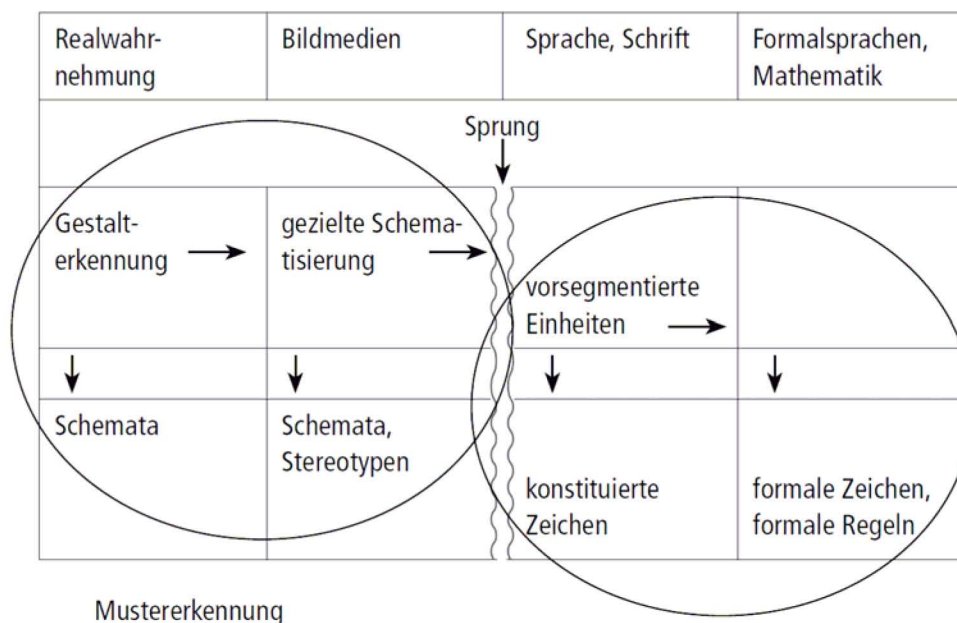 Realwahr-
nehmung
Bildmedien
Sprache, Schrift
Formalsprachen,
Mathematik
Sprung
Gestalt-
erkennung
gezielte Schema-
tisierung
vorsegmentierte
Einheiten
Schemata
Schemata,
Stereotypen
konstituierte
Zeichen
formale Zeichen,
formale Regeln
Mustererkennung